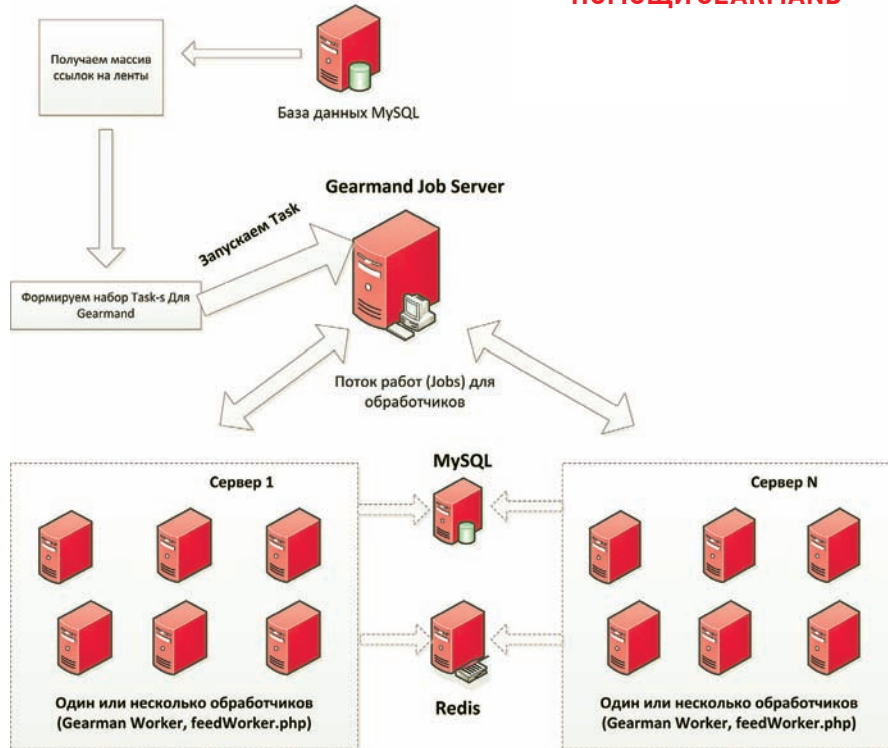 ПОМОЩИ GEARMAND
Получаем массив
ссылок на ленты
База данных MySQL
Gearmand Job Server
Запускаем Task
Формируем набор Task-s Для
Gearmand
Поток работ (Jobs) для
обработчиков
MySQL
Сервер 1
Сервер N
Один или несколько обработчиков
(Gearman Worker, feedWorker.php)
Redis
Один или несколько обработчиков
(Gearman Worker, feedWorker.php)